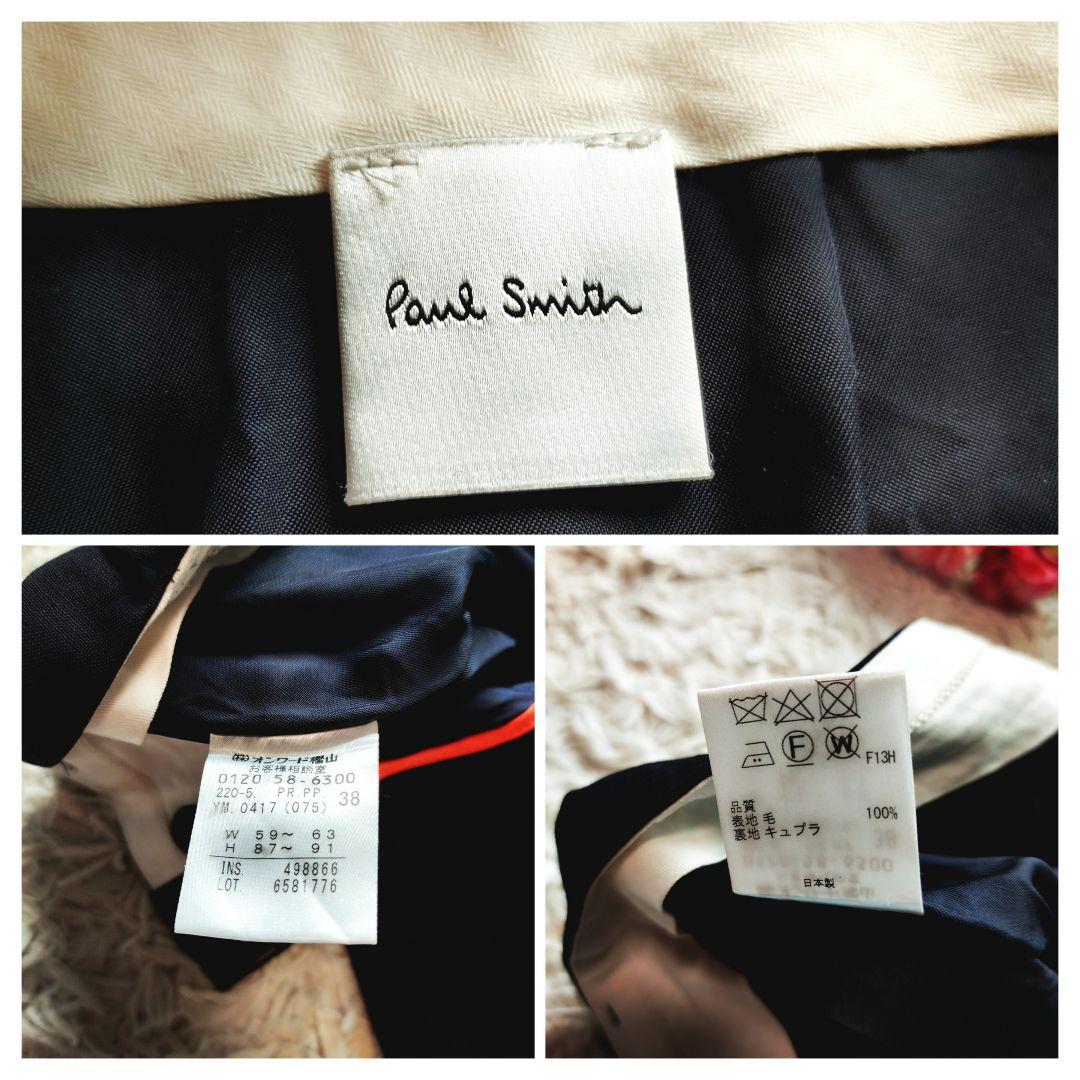 Paul Smith
(株)オンワード樫山
お客様相談室
0120-58-6300
220-5. PR.PP. 38
YM. 0417 (075)
W 59～ 63
H 87～ 91
INS. 498866
LOT. 6581776
F W F13H
品質
表地 毛 100%
裏地 キュプラ
日本製